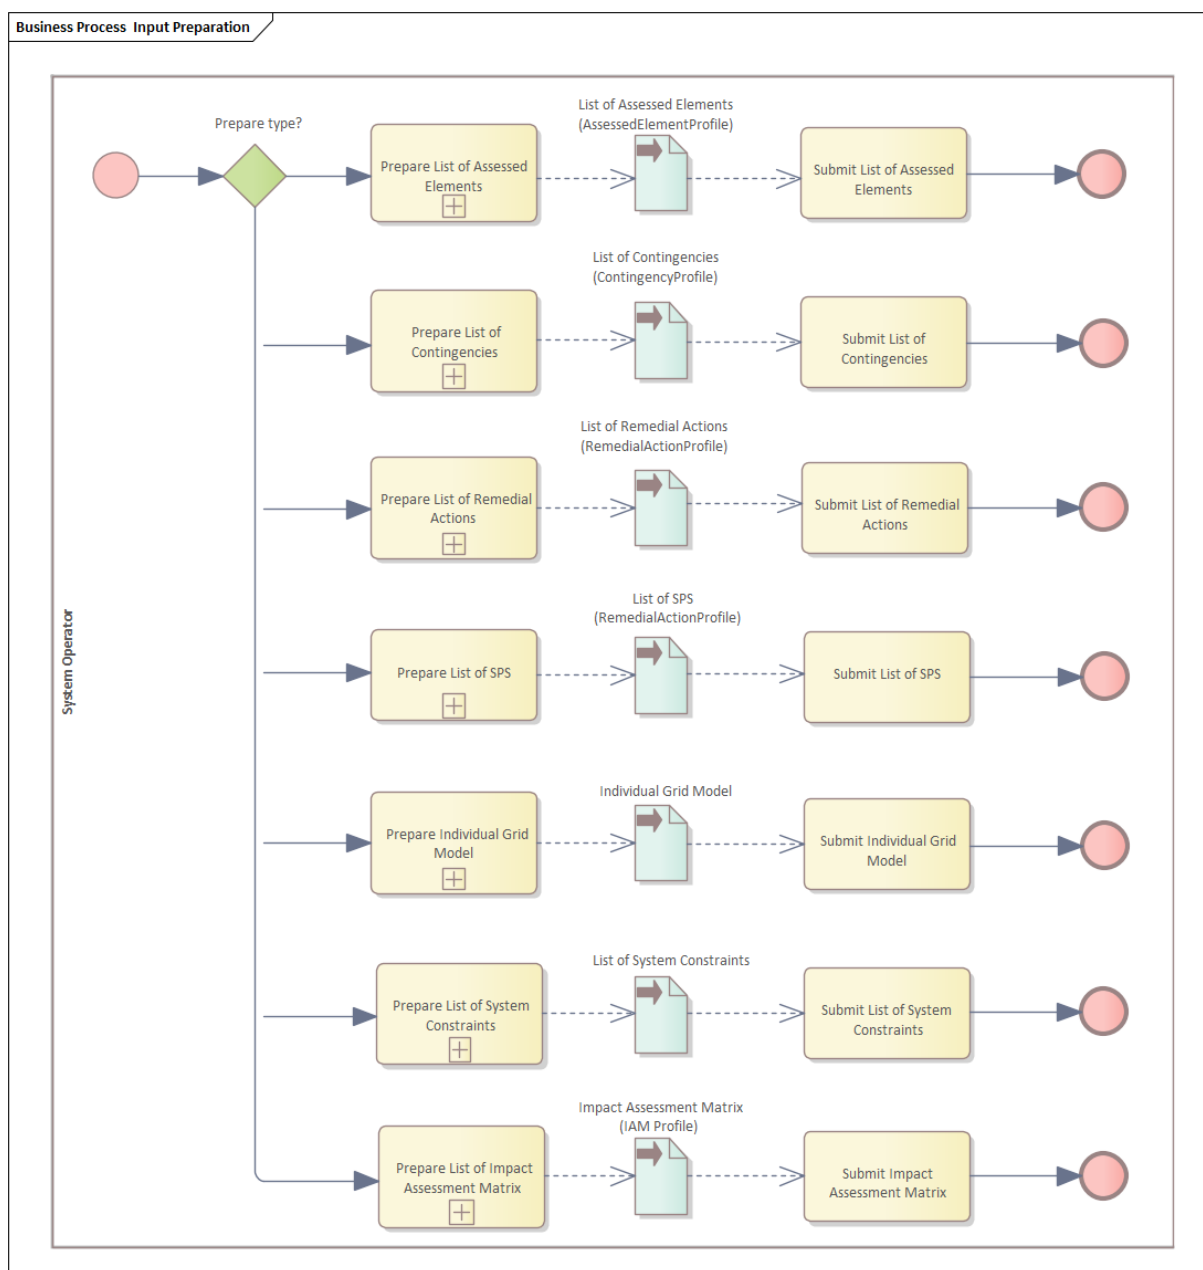 Business Process  Input Preparation
System Operator
Prepare type?
Prepare List of Assessed
Elements
List of Assessed Elements
(AssessedElementProfile)
Submit List of Assessed
Elements
Prepare List of
Contingencies
List of Contingencies
(ContingencyProfile)
Submit List of
Contingencies
Prepare List of Remedial
Actions
List of Remedial Actions
(RemedialActionProfile)
Submit List of Remedial
Actions
Prepare List of SPS
List of SPS
(RemedialActionProfile)
Submit List of SPS
Prepare Individual Grid
Model
Individual Grid Model
Submit Individual Grid
Model
Prepare List of System
Constraints
List of System Constraints
Submit List of System
Constraints
Prepare List of Impact
Assessment Matrix
Impact Assessment Matrix
(IAM Profile)
Submit Impact
Assessment Matrix